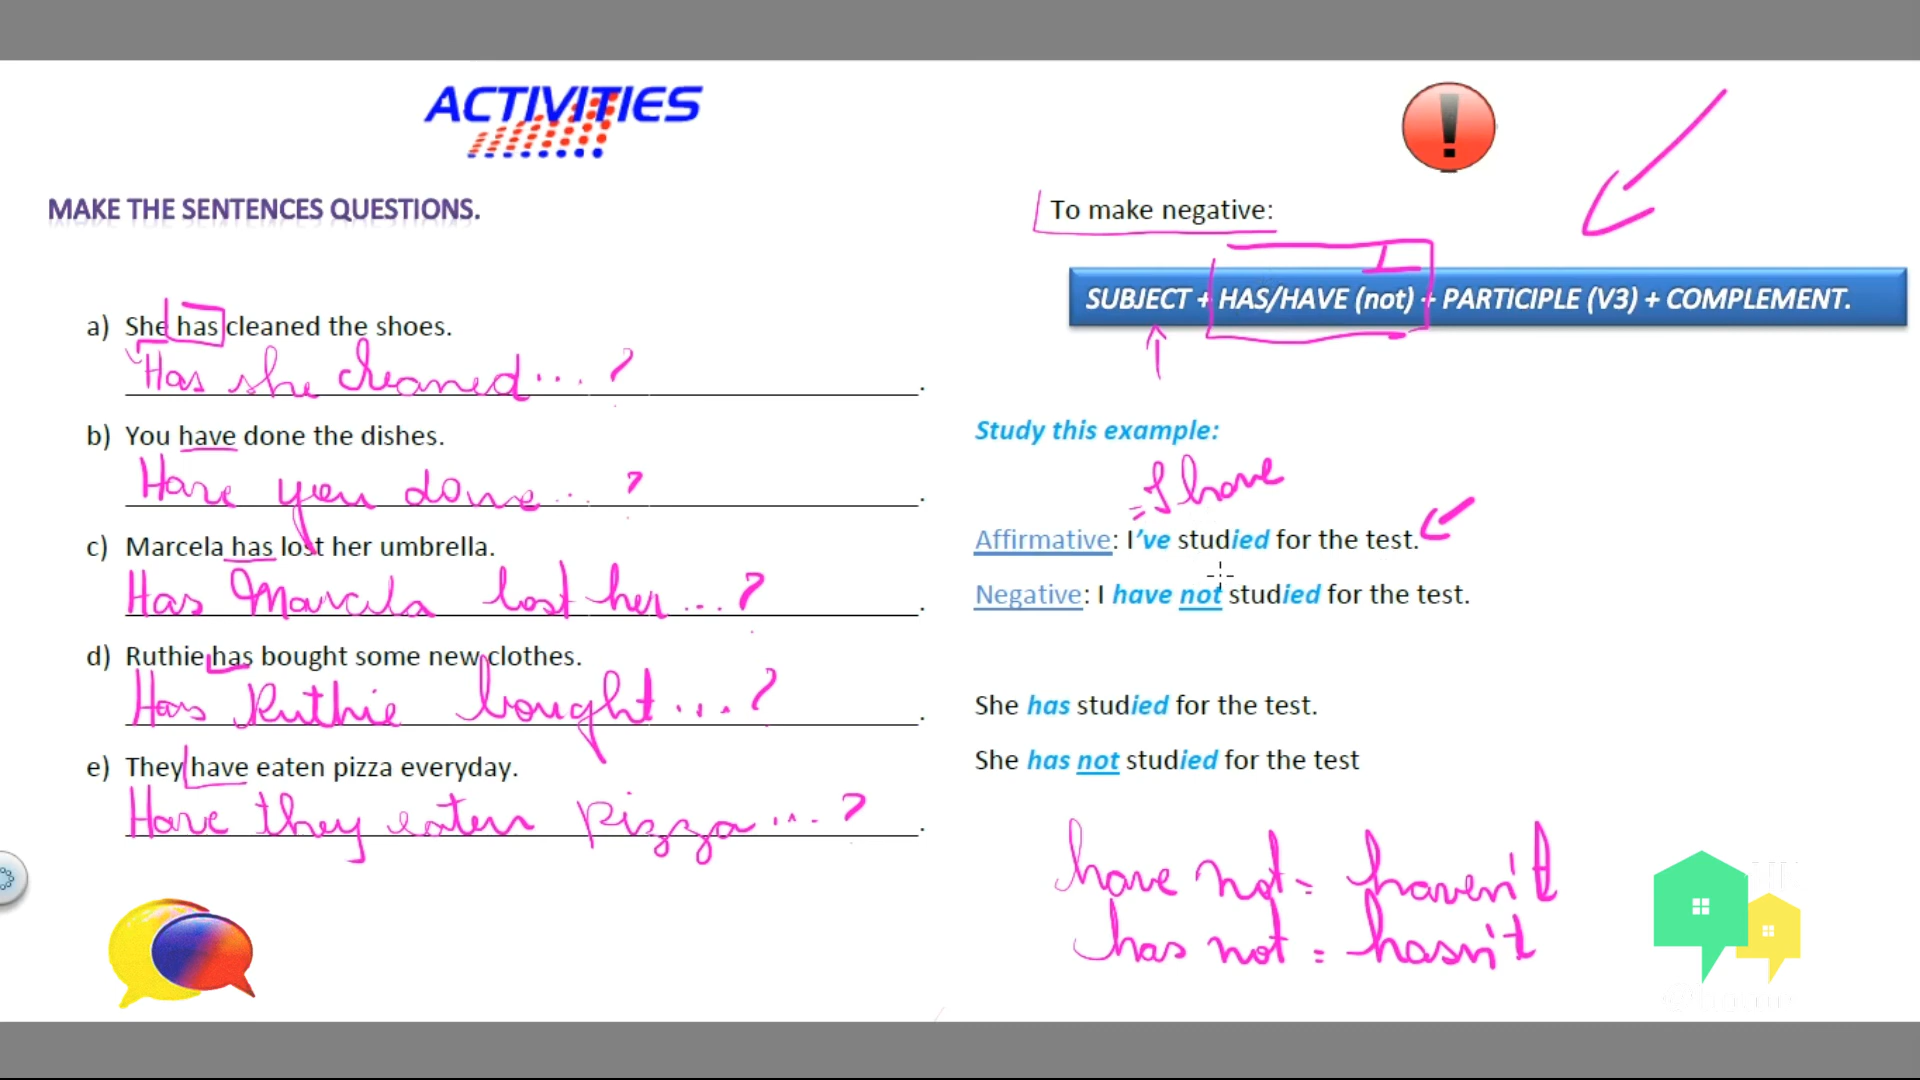 ACTIVITIES
MAKE THE SENTENCES QUESTIONS.
a) She has cleaned the shoes.
Has she cleaned...?
.
b) You have done the dishes.
Have you done...?
.
c) Marcela has lost her umbrella.
Has Marcela lost her...?
.
d) Ruthie has bought some new clothes.
Has Ruthie bought...?
.
e) They have eaten pizza everyday.
Have they eaten pizza...?
.
!
To make negative:
SUBJECT + HAS/HAVE (not) + PARTICIPLE (V3) + COMPLEMENT.
Study this example:
= I have
Affirmative: I've studied for the test.
Negative: I have not studied for the test.
She has studied for the test.
She has not studied for the test
have not = haven't
has not = hasn't